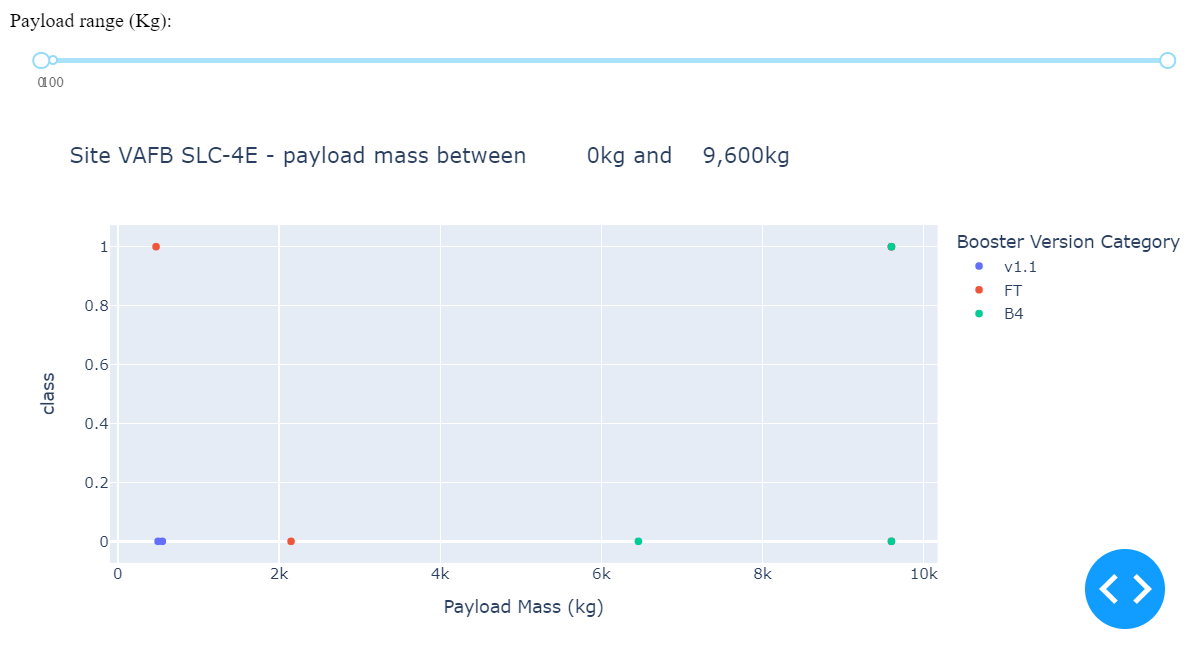 Payload range (Kg):
0
100
Site VAFB SLC-4E - payload mass between 0kg and 9,600kg
1
0.8
0.6
0.4
0.2
0
class
0 2k 4k 6k 8k 10k
Payload Mass (kg)
Booster Version Category
v1.1
FT
B4